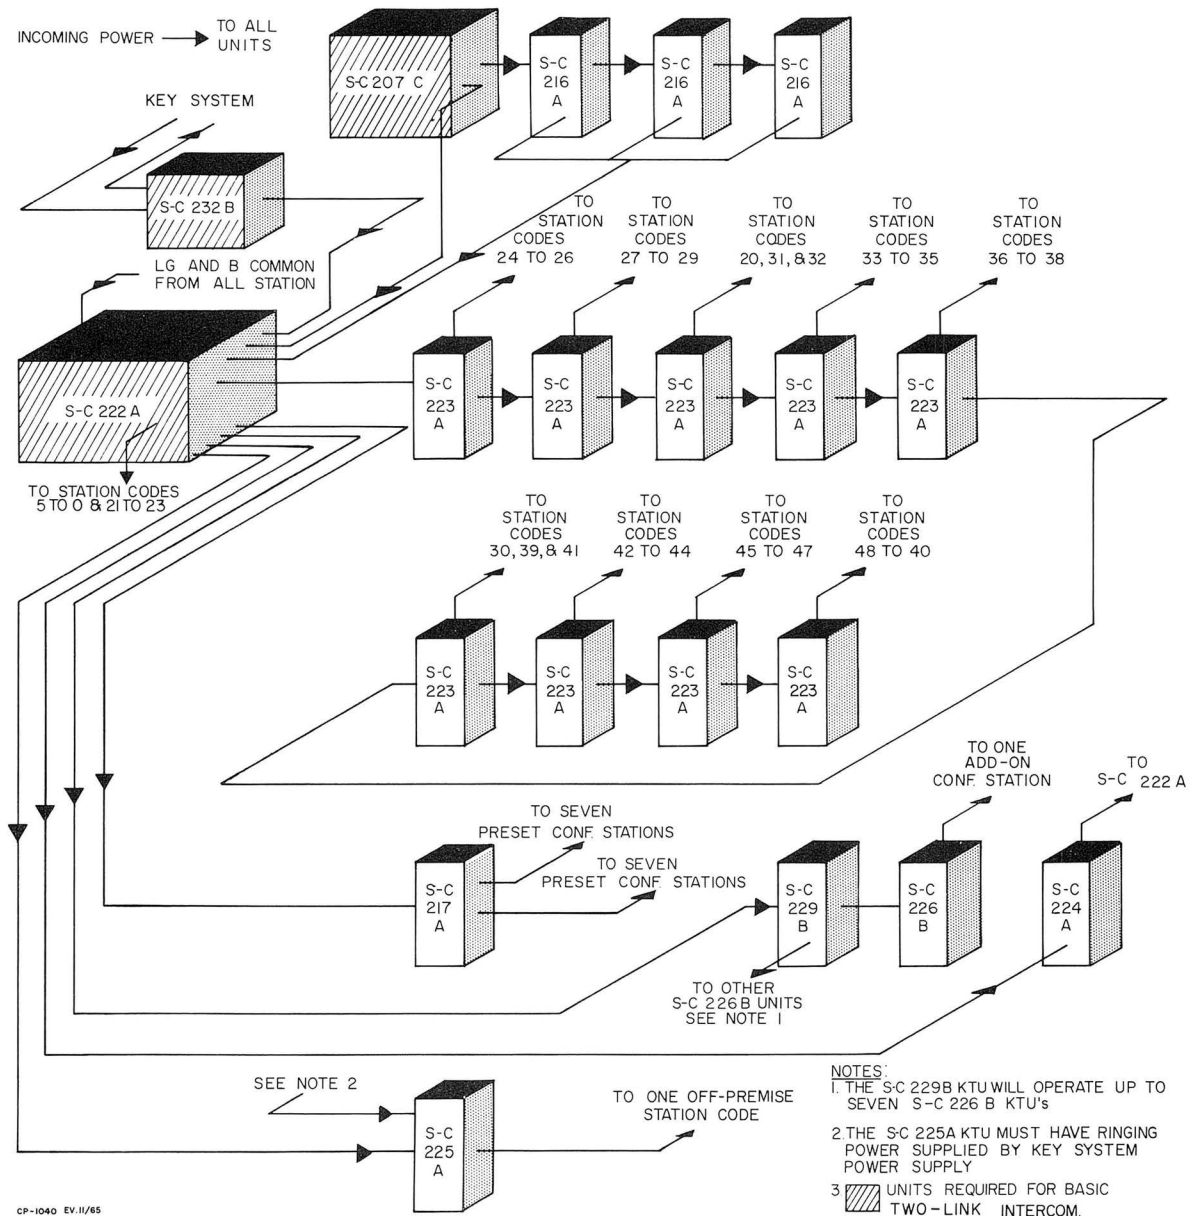 INCOMING POWER
TO ALL
UNITS
KEY SYSTEM
S-C 207 C
S-C
216
A
S-C
216
A
S-C
216
A
S-C 232 B
LG AND B COMMON
FROM ALL STATION
TO
STATION
CODES
24 TO 26
TO
STATION
CODES
27 TO 29
TO
STATION
CODES
20, 31, & 32
TO
STATION
CODES
33 TO 35
TO
STATION
CODES
36 TO 38
S-C 222 A
S-C
223
A
S-C
223
A
S-C
223
A
S-C
223
A
S-C
223
A
TO STATION CODES
5 TO 0 & 21 TO 23
TO
STATION
CODES
30, 39, & 41
TO
STATION
CODES
42 TO 44
TO
STATION
CODES
45 TO 47
TO
STATION
CODES
48 TO 40
S-C
223
A
S-C
223
A
S-C
223
A
S-C
223
A
TO ONE
ADD-ON
CONF. STATION
TO
S-C 222 A
TO SEVEN
PRESET CONF. STATIONS
TO SEVEN
PRESET CONF. STATIONS
S-C
217
A
S-C
229
B
S-C
226
B
S-C
224
A
TO OTHER
S-C 226 B UNITS
SEE NOTE 1
SEE NOTE 2
S-C
225
A
TO ONE OFF-PREMISE
STATION CODE
NOTES:
1. THE S-C 229B KTU WILL OPERATE UP TO
SEVEN S-C 226 B KTU's
2. THE S-C 225A KTU MUST HAVE RINGING
POWER SUPPLIED BY KEY SYSTEM
POWER SUPPLY
3 UNITS REQUIRED FOR BASIC
TWO-LINK INTERCOM.
CP-1040 EV.11/65